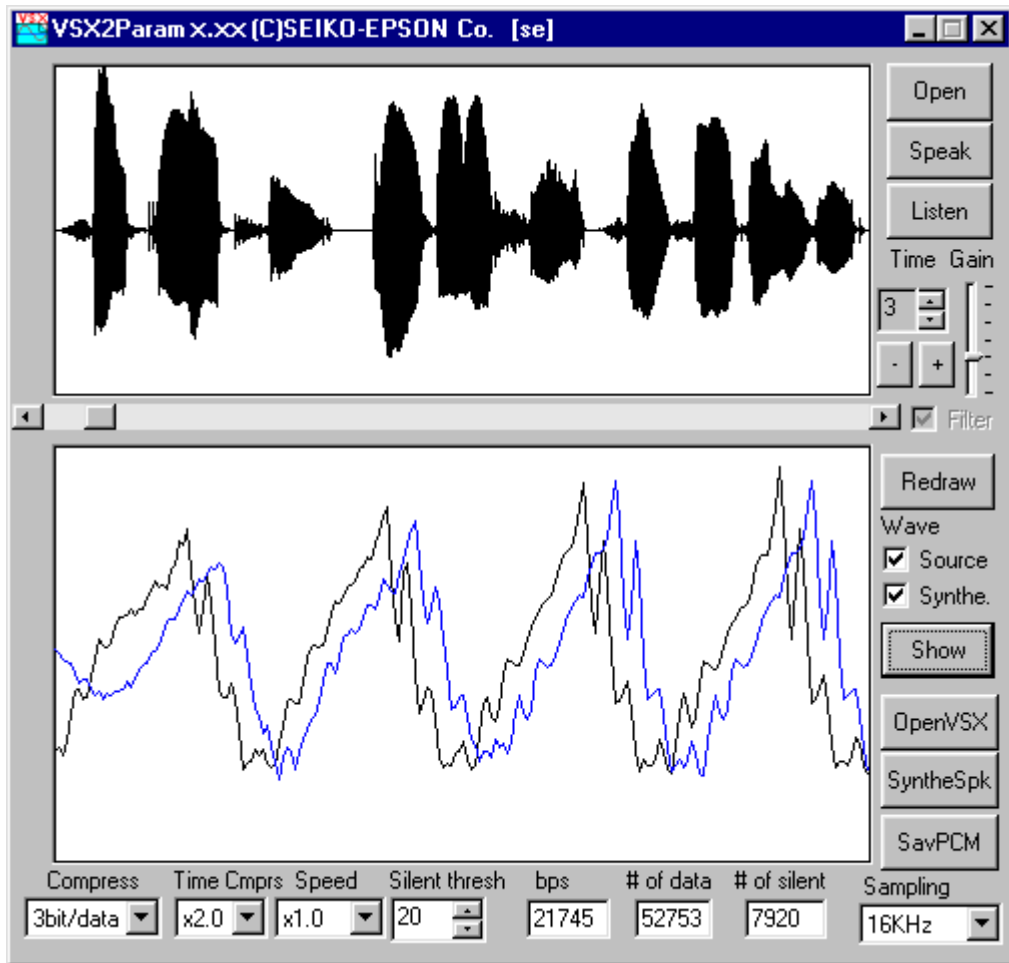 VSX
VSX2Param x.xx (C)SEIKO-EPSON Co. [se]
Open
Speak
Listen
Time Gain
3
- +
Filter
Redraw
Wave
Source
Synthe.
Show
OpenVSX
SyntheSpk
SavPCM
Compress Time Cmprs Speed Silent thresh bps # of data # of silent Sampling
3bit/data x2.0 x1.0 20 21745 52753 7920 16KHz